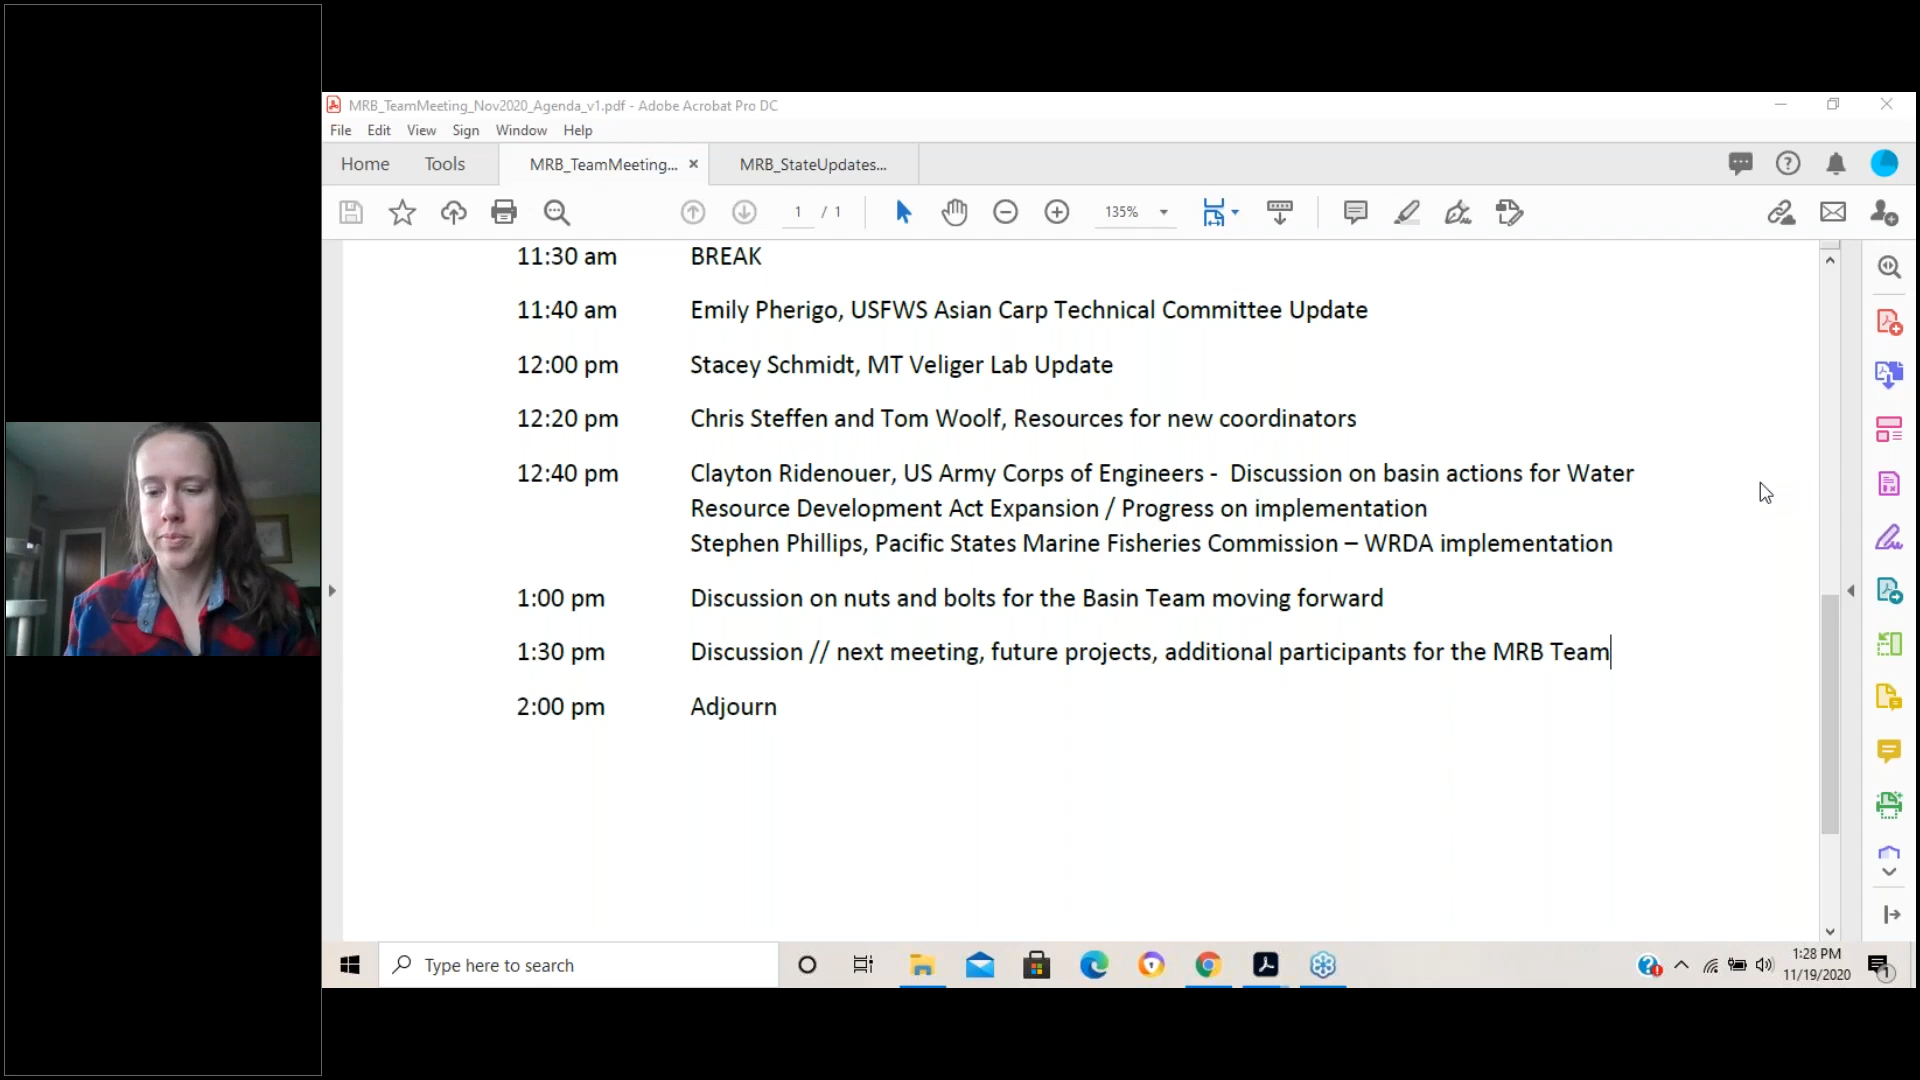 MRB_TeamMeeting_Nov2020_Agenda_v1.pdf - Adobe Acrobat Pro DC
File Edit View Sign Window Help
Home Tools MRB_TeamMeeting... × MRB_StateUpdates...
1 / 1 135%
11:30 am BREAK
11:40 am Emily Pherigo, USFWS Asian Carp Technical Committee Update
12:00 pm Stacey Schmidt, MT Veliger Lab Update
12:20 pm Chris Steffen and Tom Woolf, Resources for new coordinators
12:40 pm Clayton Ridenouer, US Army Corps of Engineers - Discussion on basin actions for Water
Resource Development Act Expansion / Progress on implementation
Stephen Phillips, Pacific States Marine Fisheries Commission – WRDA implementation
1:00 pm Discussion on nuts and bolts for the Basin Team moving forward
1:30 pm Discussion // next meeting, future projects, additional participants for the MRB Team
2:00 pm Adjourn
Type here to search
1:28 PM
11/19/2020
1